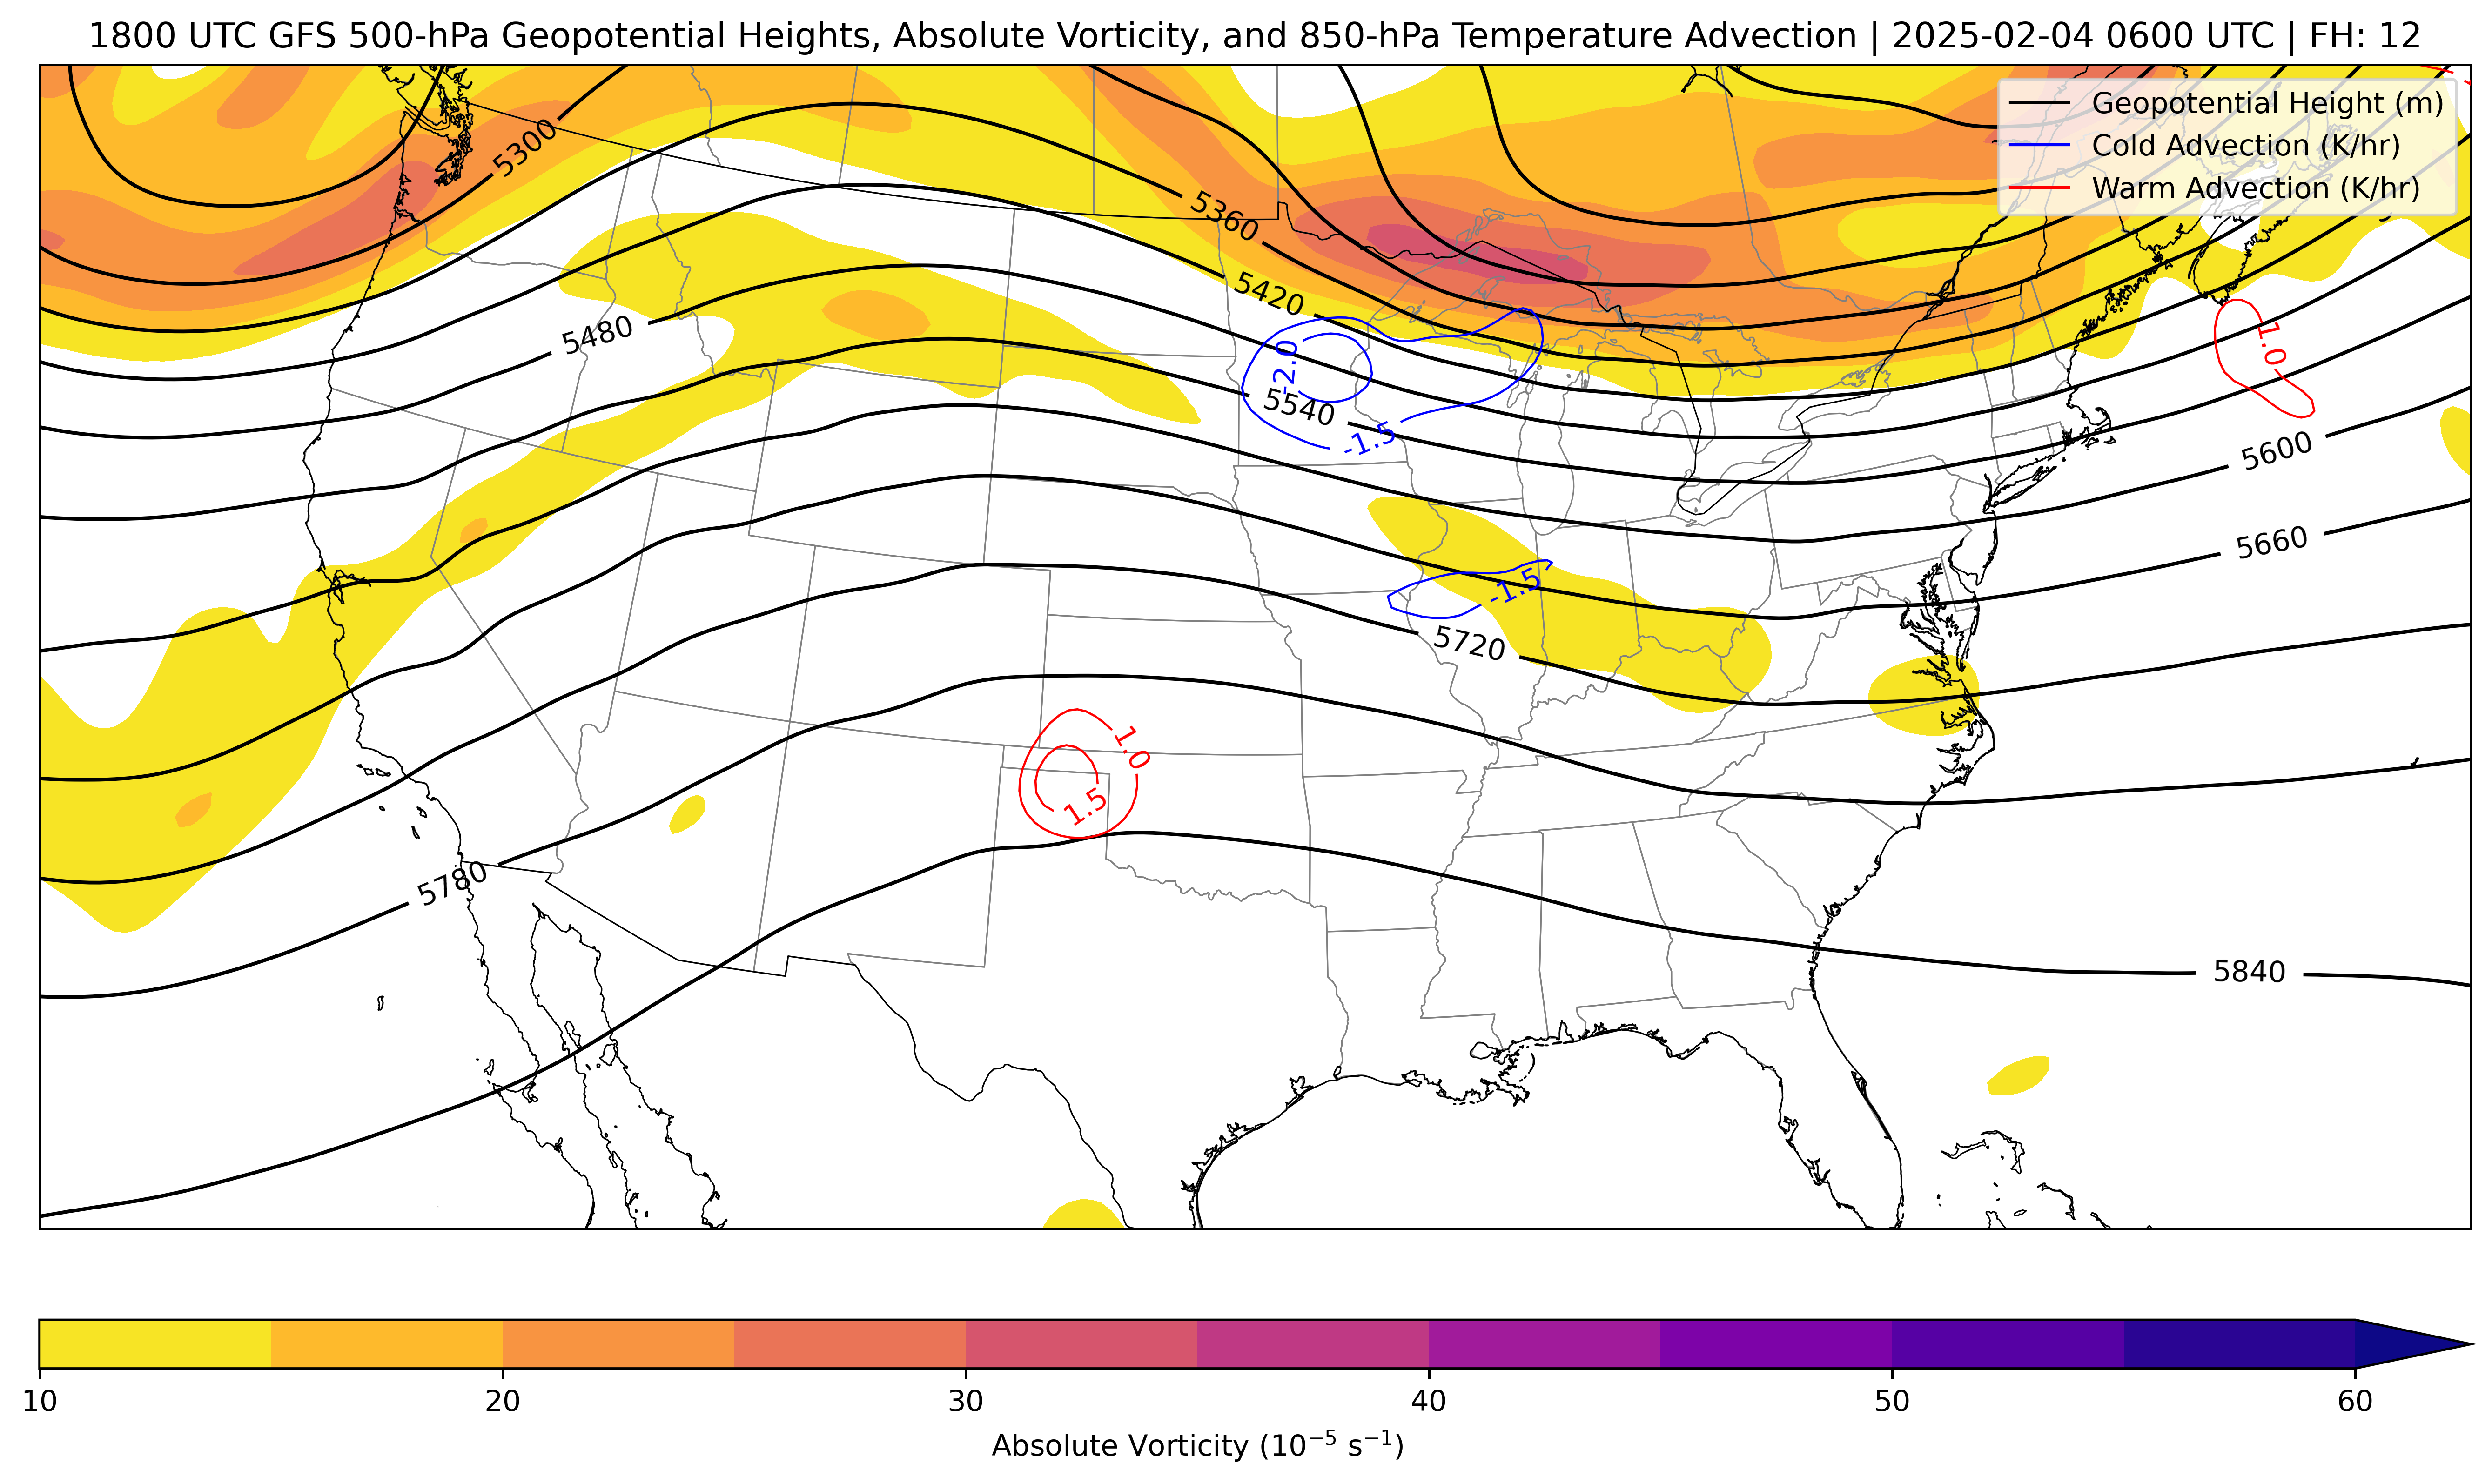 1800 UTC GFS 500-hPa Geopotential Heights, Absolute Vorticity, and 850-hPa Temperature Advection | 2025-02-04 0600 UTC | FH: 12
Geopotential Height (m)
Cold Advection (K/hr)
Warm Advection (K/hr)
5300
5360
5420
5480
-2.0
1.0
5540
-1.5
5600
5660
-1.5
5720
1.0
1.5
5780
5840
10 20 30 40 50 60
Absolute Vorticity (10⁻⁵ s⁻¹)